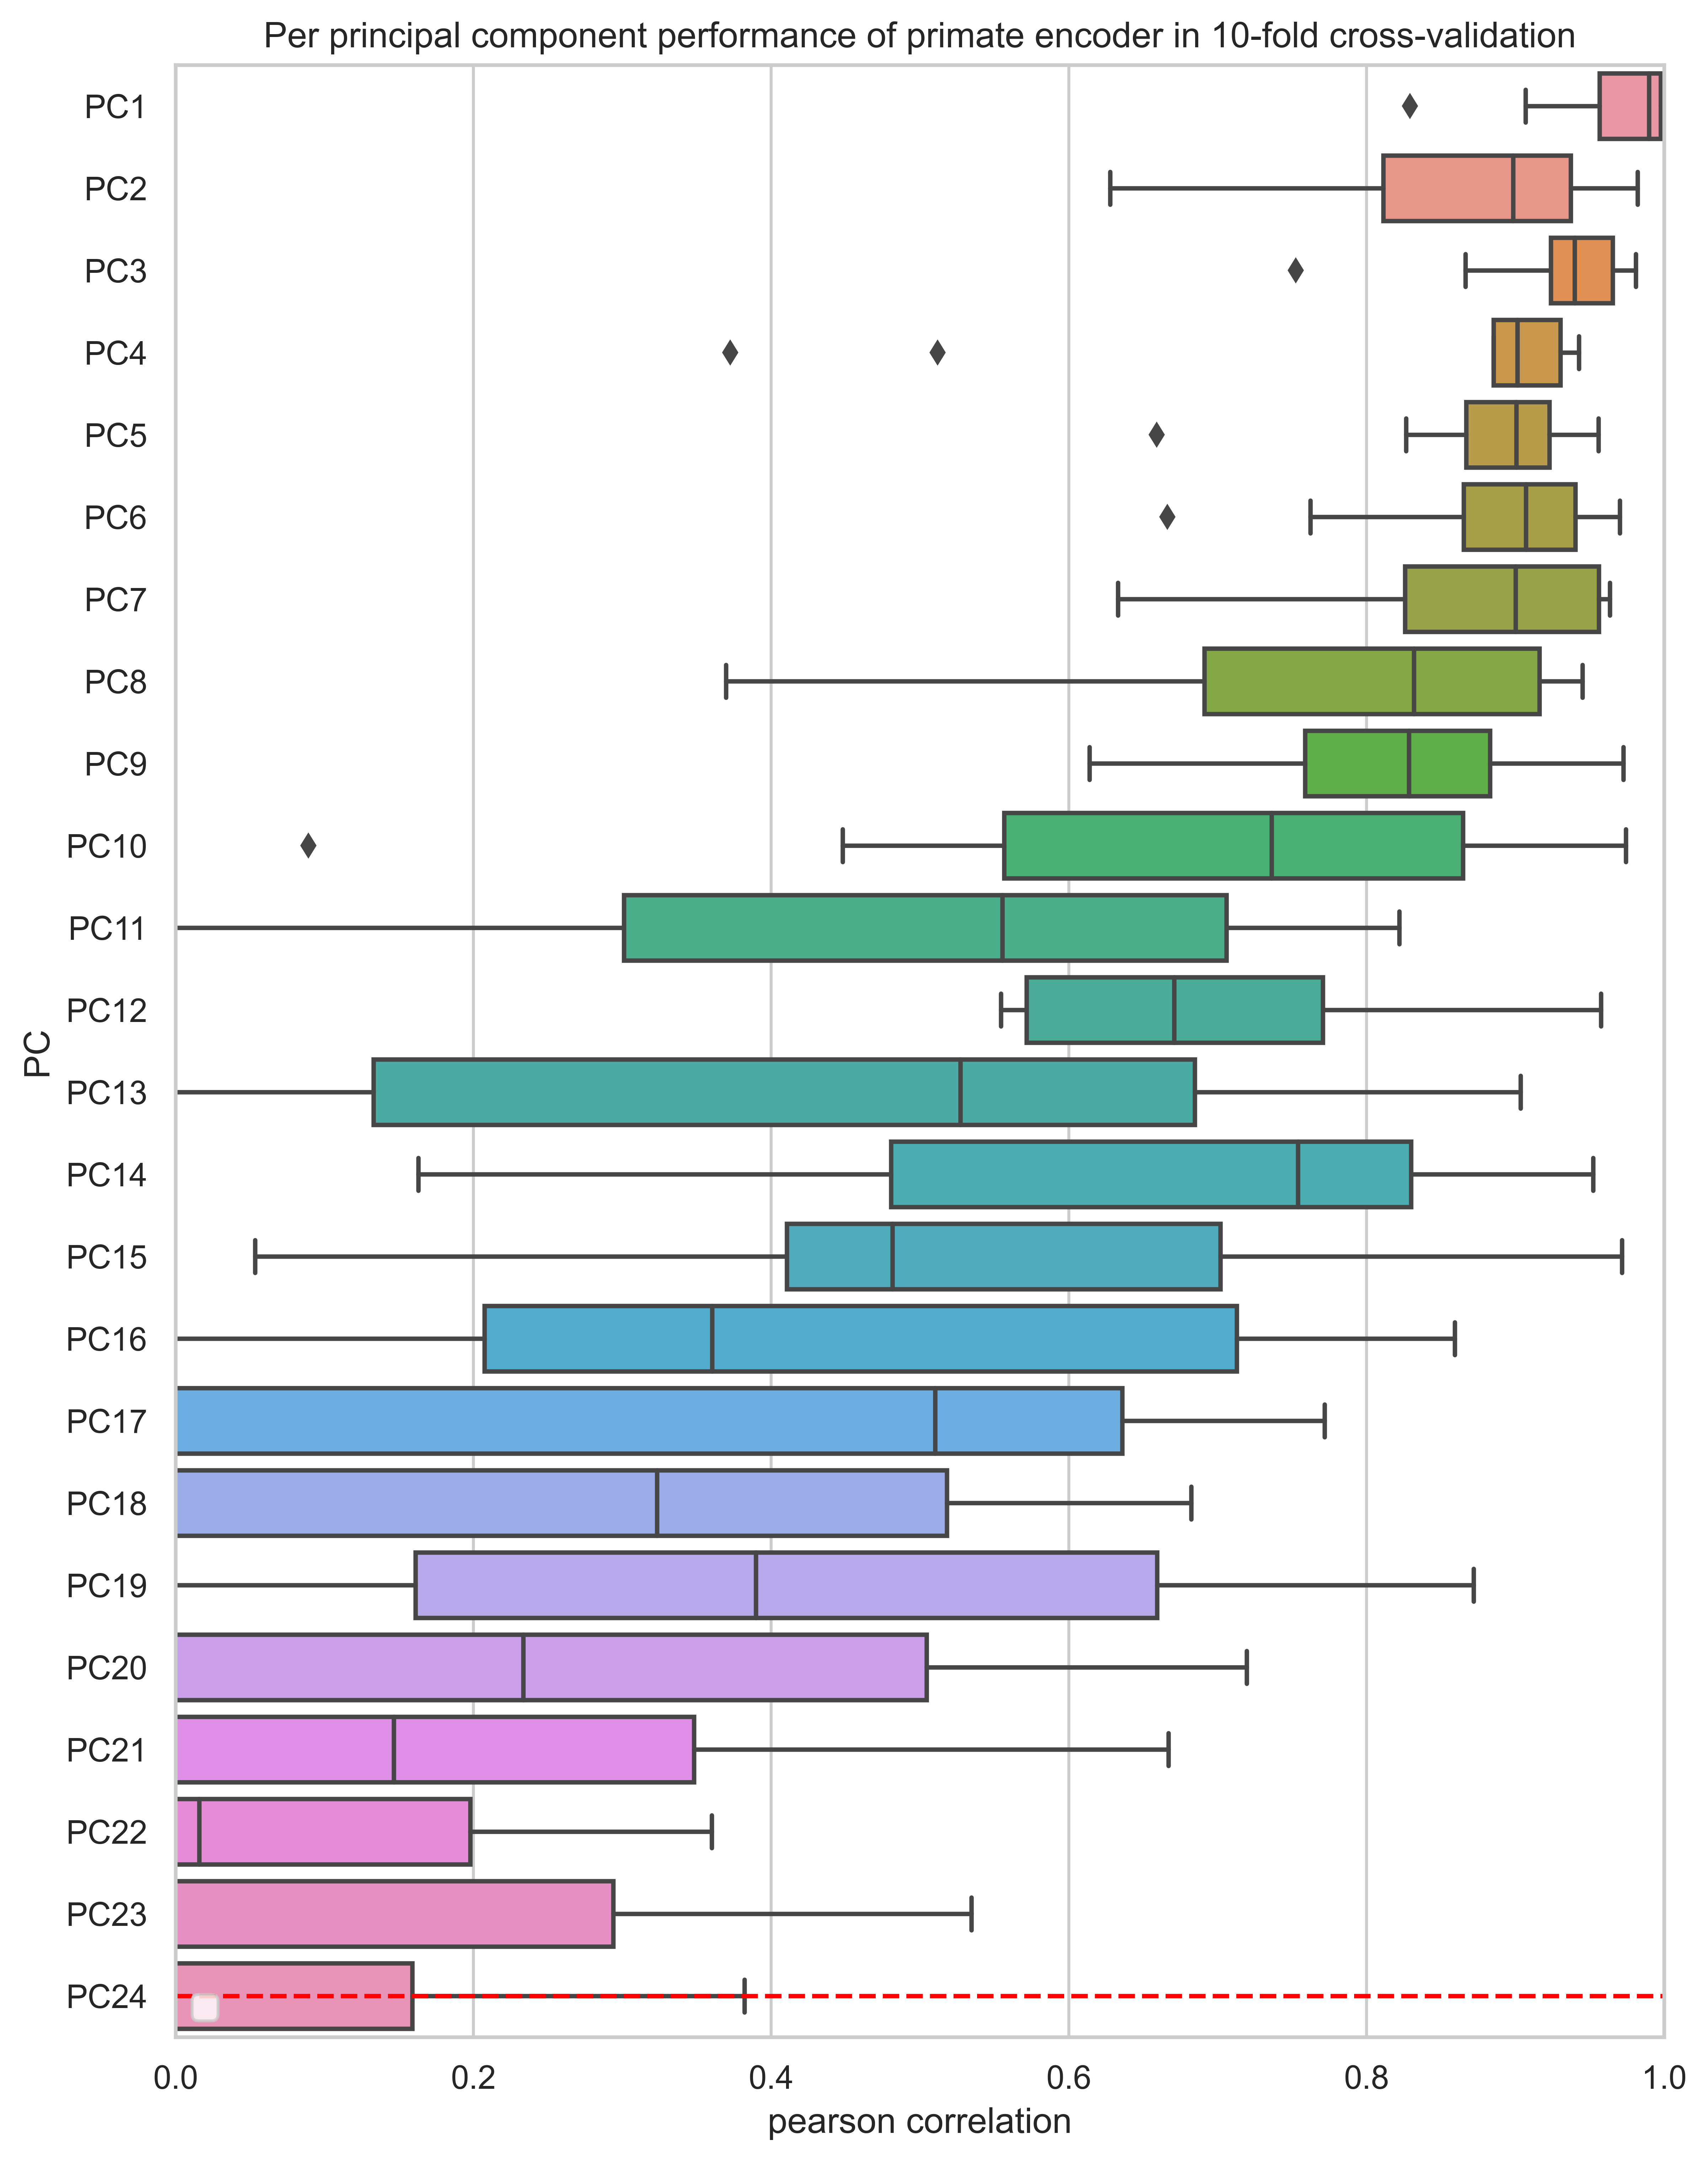 Per principal component performance of primate encoder in 10-fold cross-validation
PC1
PC2
PC3
PC4
PC5
PC6
PC7
PC8
PC9
PC10
PC11
PC12
PC
PC13
PC14
PC15
PC16
PC17
PC18
PC19
PC20
PC21
PC22
PC23
PC24
0.0 0.2 0.4 0.6 0.8 1.0
pearson correlation